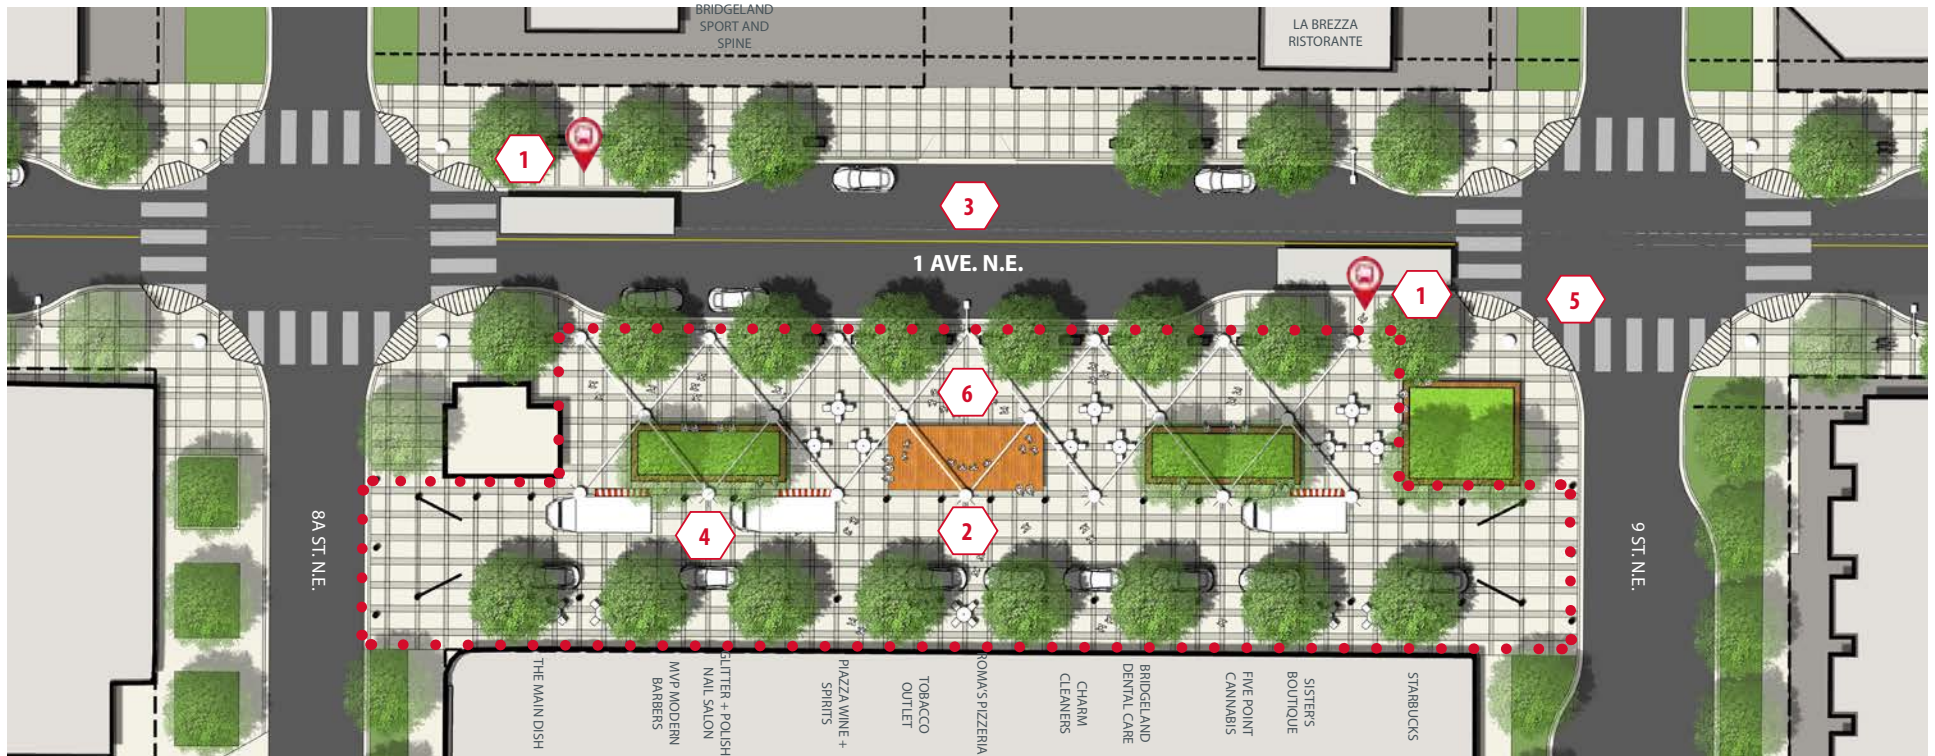 BRIDGELAND
SPORT AND
SPINE
LA BREZZA
RISTORANTE
1
3
1 AVE. N.E.
1
5
6
4
2
8A ST. N.E.
9 ST. N.E.
THE MAIN DISH
MVP MODERN
BARBERS
GLITTER + POLISH
NAIL SALON
PIAZZA WINE +
SPIRITS
TOBACCO
OUTLET
ROMA'S PIZZERIA
CHARM
CLEANERS
BRIDGELAND
DENTAL CARE
FIVE POINT
CANNABIS
SISTER'S
BOUTIQUE
STARBUCKS